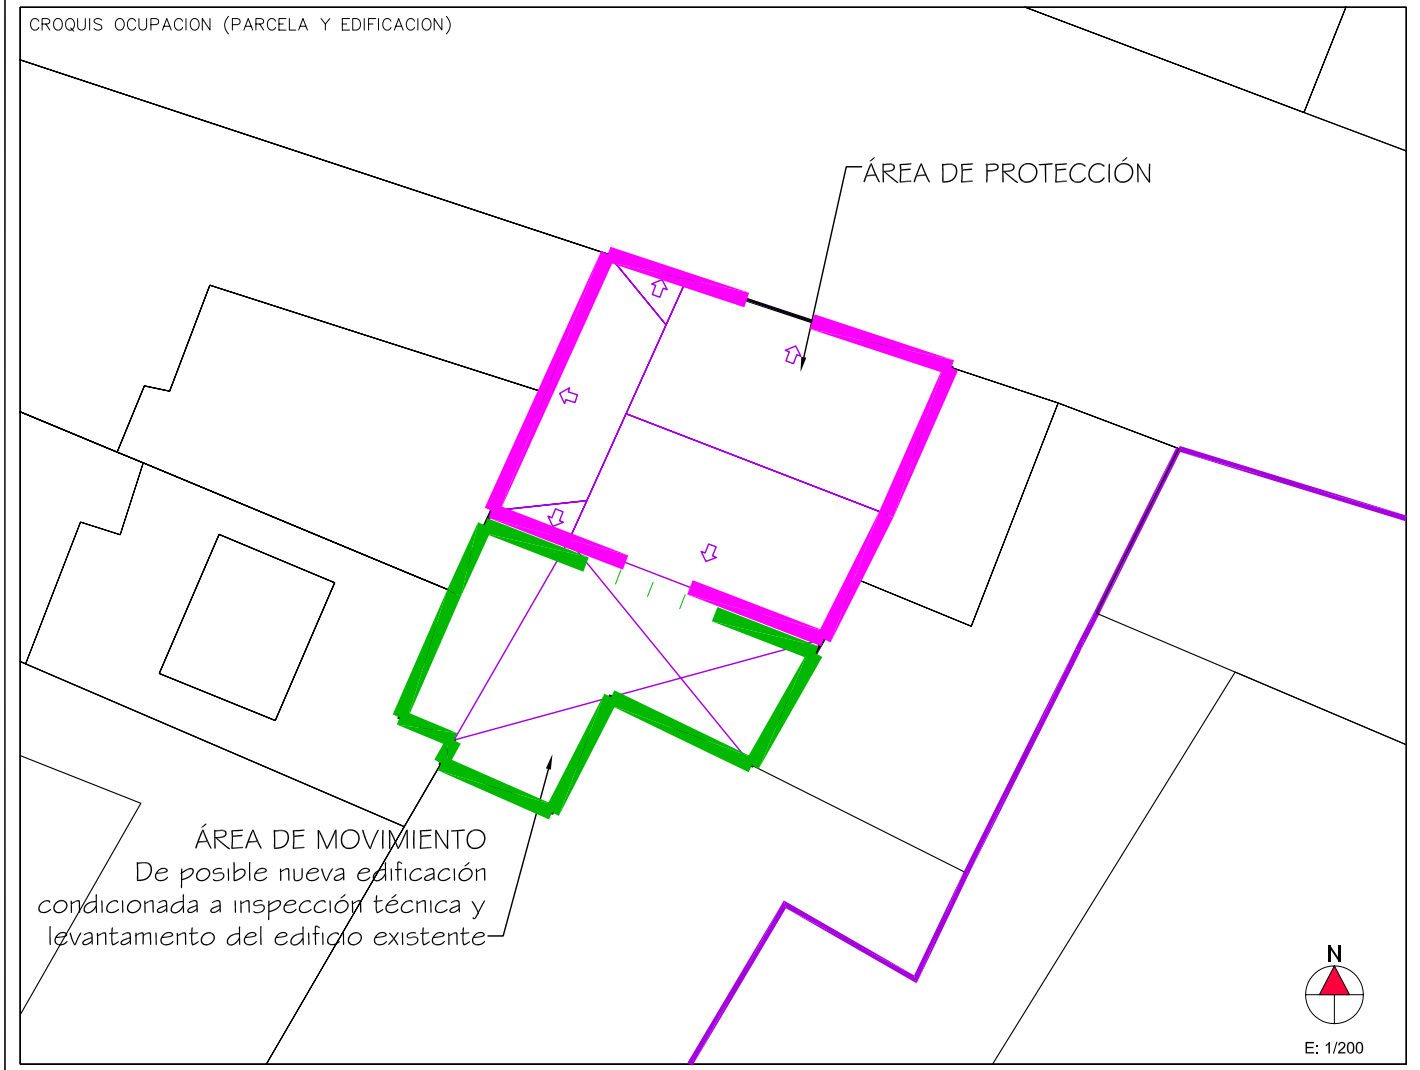 CROQUIS OCUPACION (PARCELA Y EDIFICACION)
ÁREA DE PROTECCIÓN
ÁREA DE MOVIMIENTO
De posible nueva edificación
condicionada a inspección técnica y
levantamiento del edificio existente
N
E: 1/200